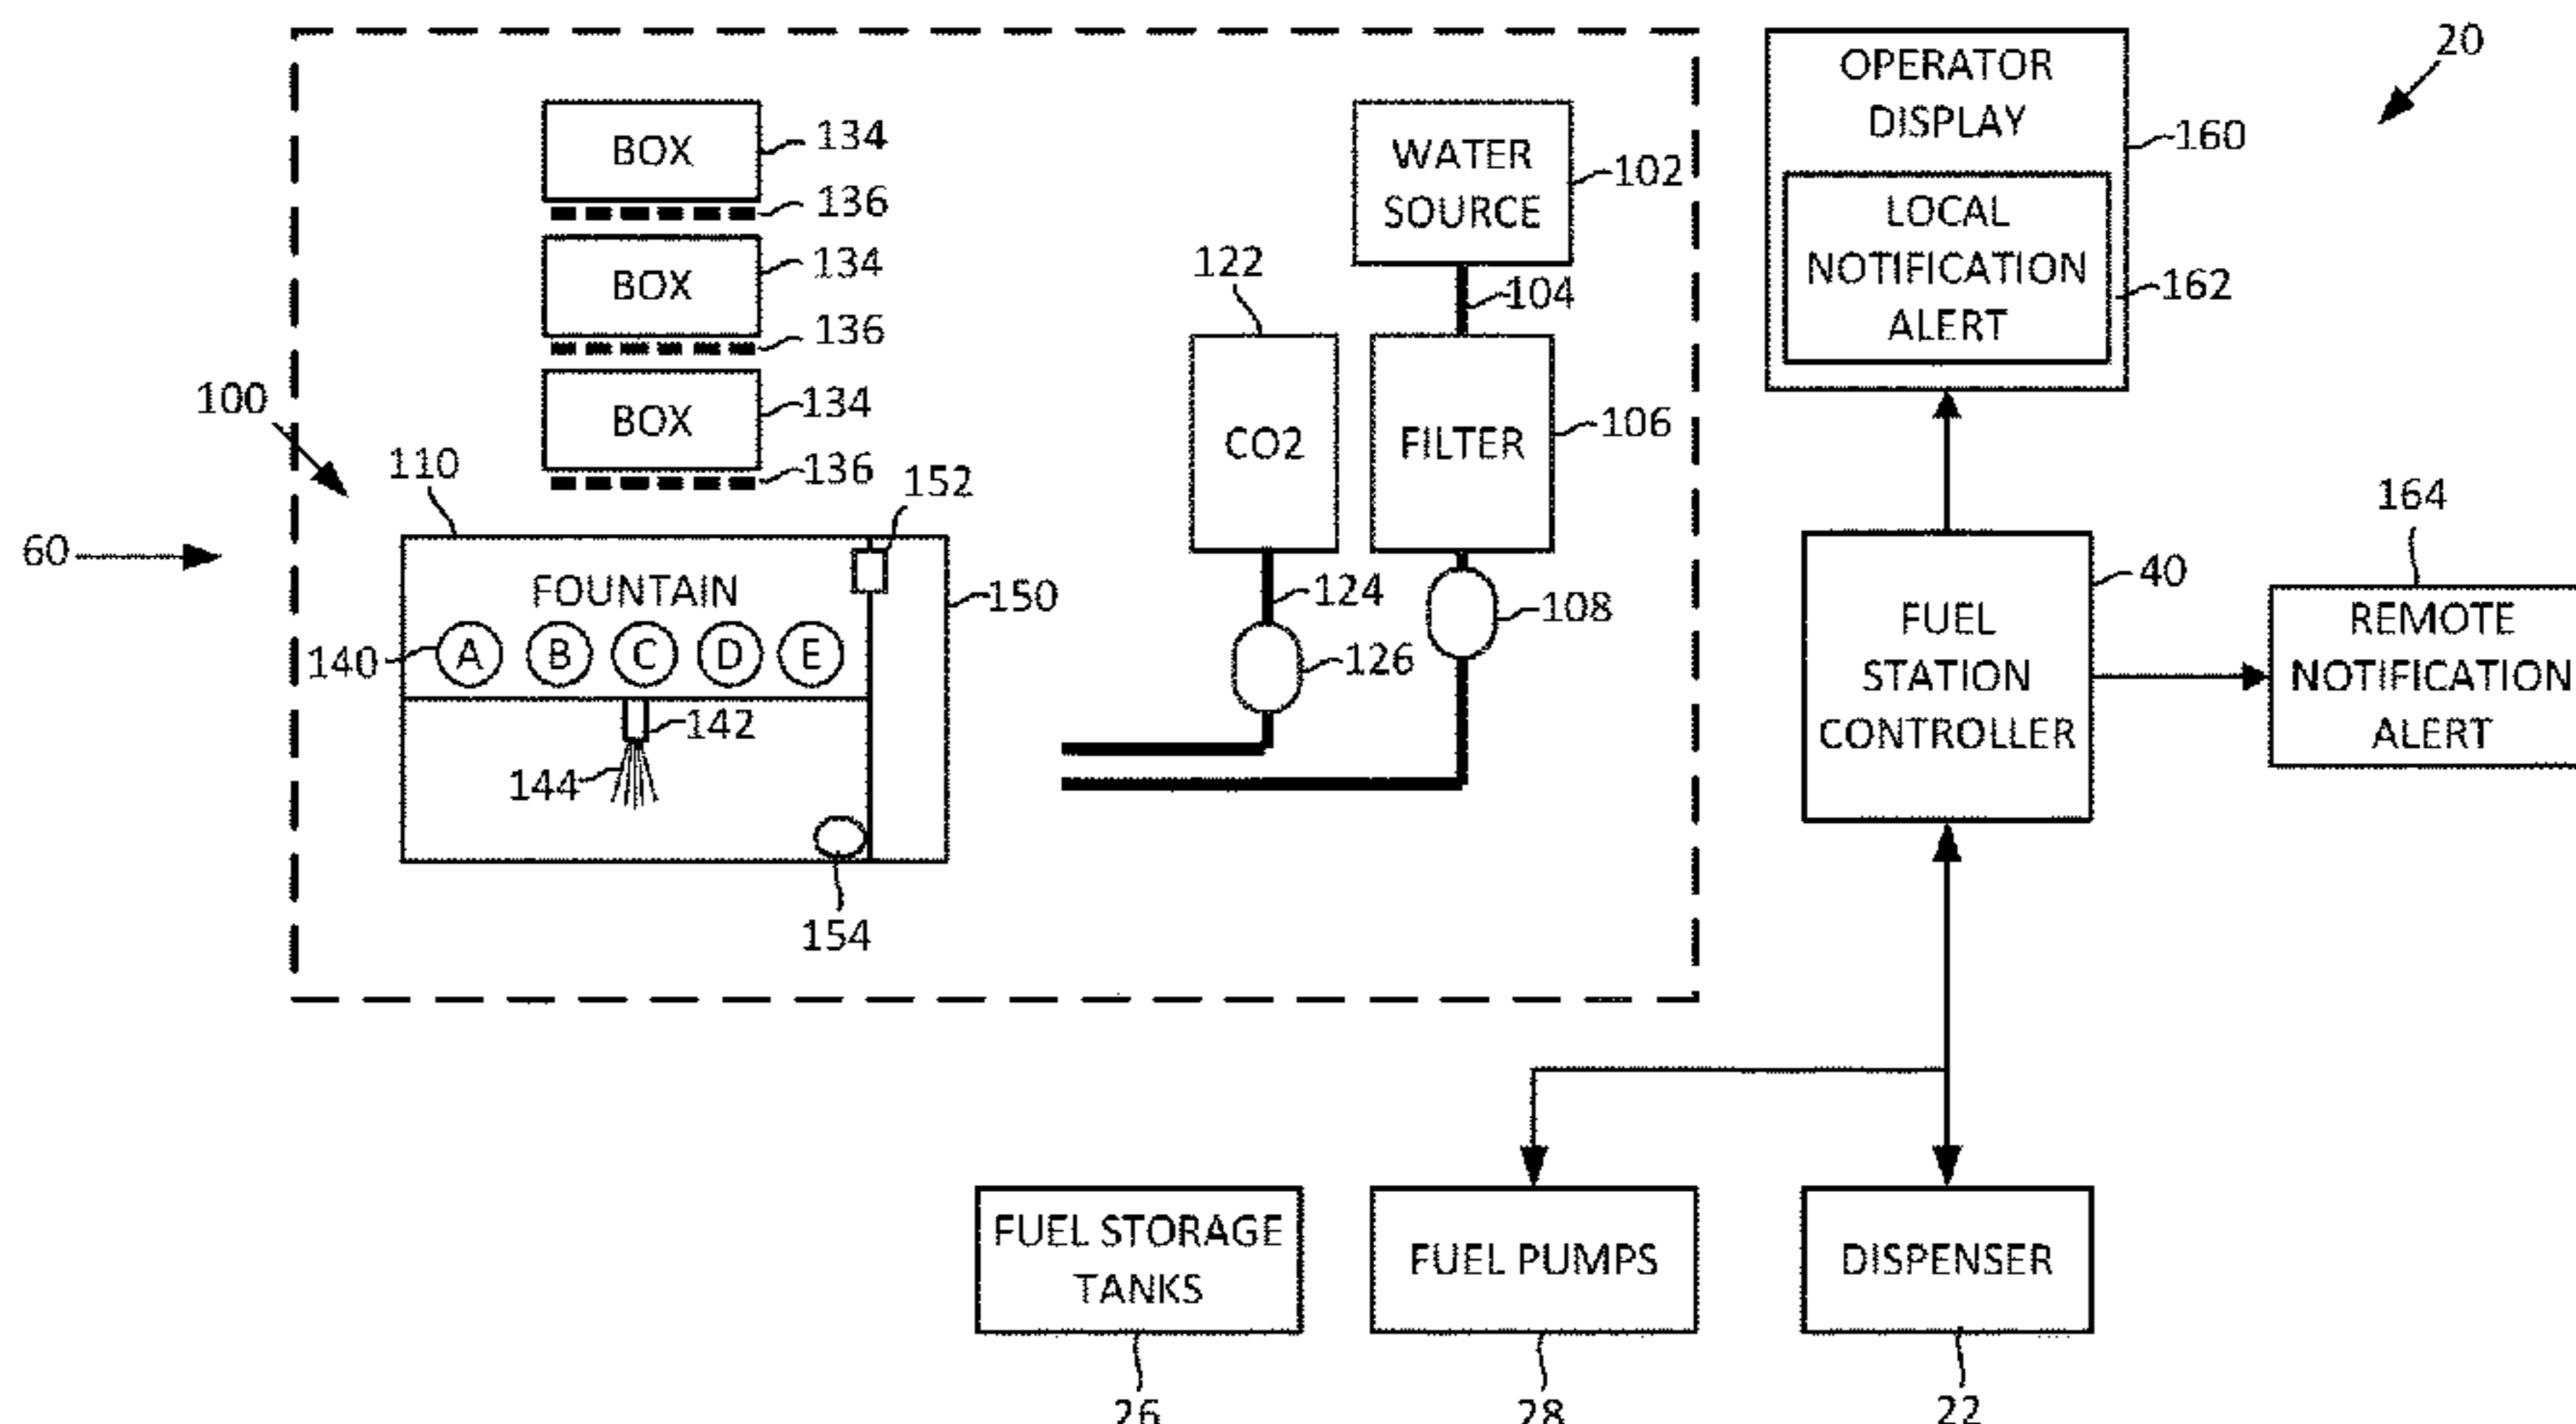 20
OPERATOR
DISPLAY
160
LOCAL
NOTIFICATION
ALERT
162
BOX
134
136
BOX
134
136
BOX
134
136
WATER
SOURCE
102
104
122
CO2
FILTER
106
124
108
126
100
60
110
152
FOUNTAIN
150
140
A
B
C
D
E
142
144
154
40
FUEL
STATION
CONTROLLER
164
REMOTE
NOTIFICATION
ALERT
FUEL STORAGE
TANKS
26
FUEL PUMPS
28
DISPENSER
22